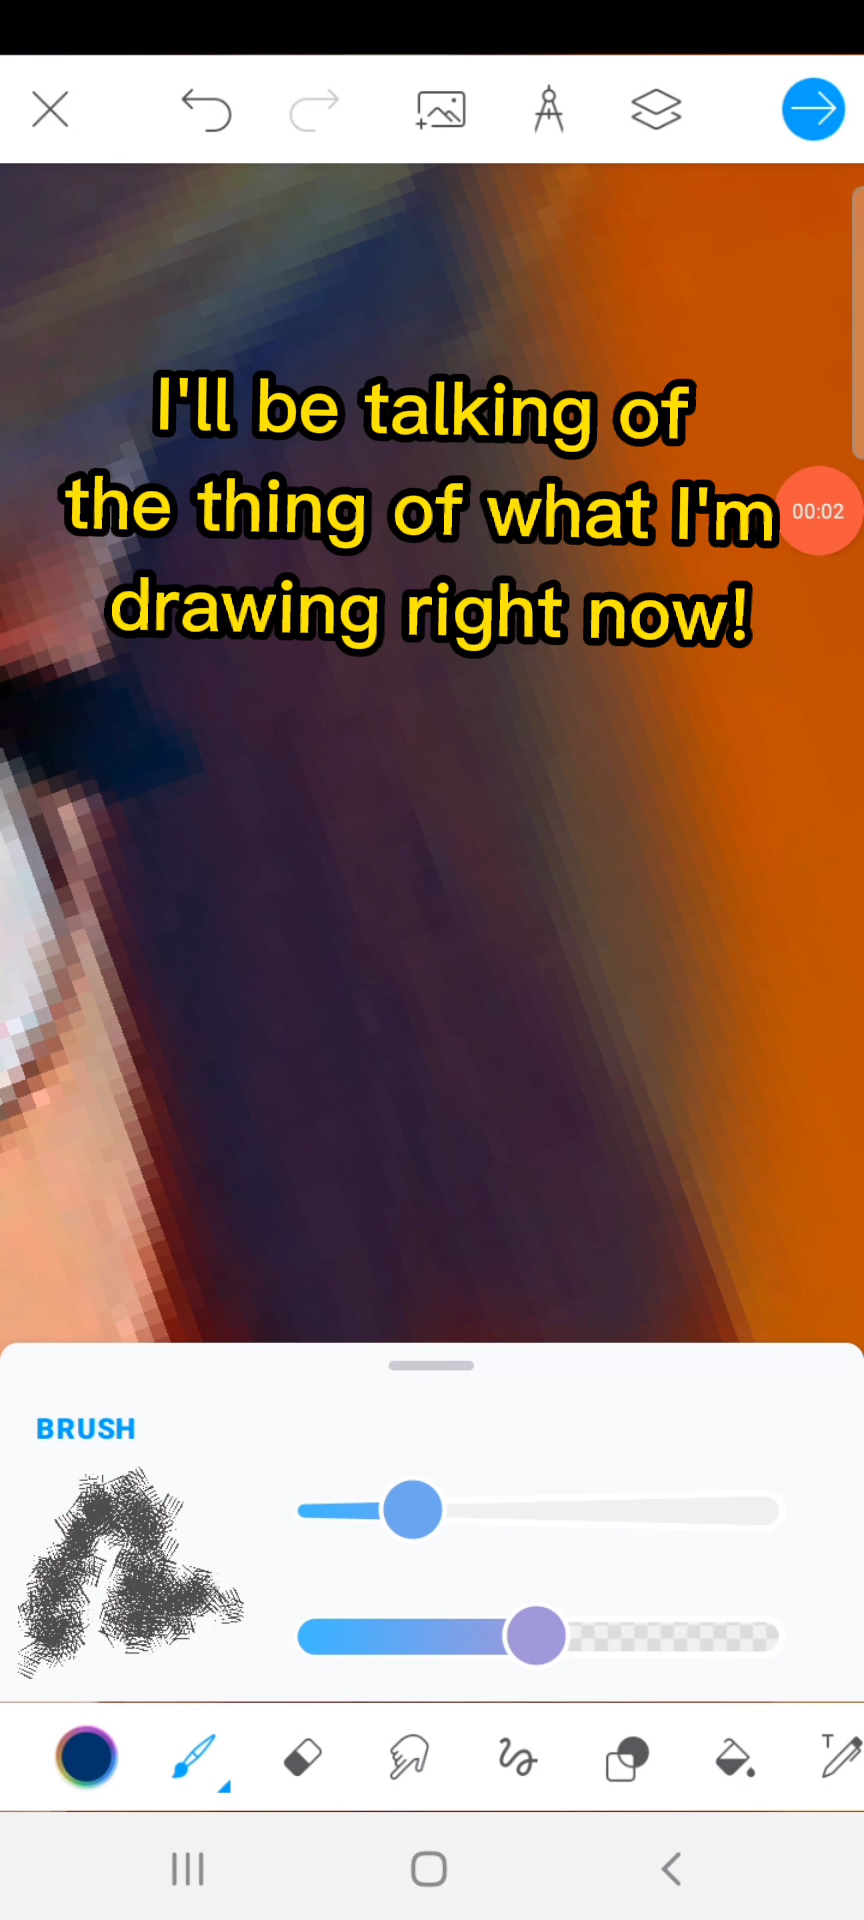 I'll be talking of
the thing of what I'm
00:02
drawing right now!
BRUSH
T